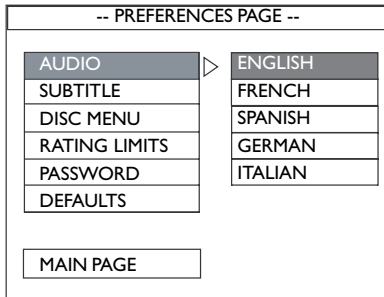 -- PREFERENCES PAGE --
AUDIO
SUBTITLE
DISC MENU
RATING LIMITS
PASSWORD
DEFAULTS
ENGLISH
FRENCH
SPANISH
GERMAN
ITALIAN
MAIN PAGE